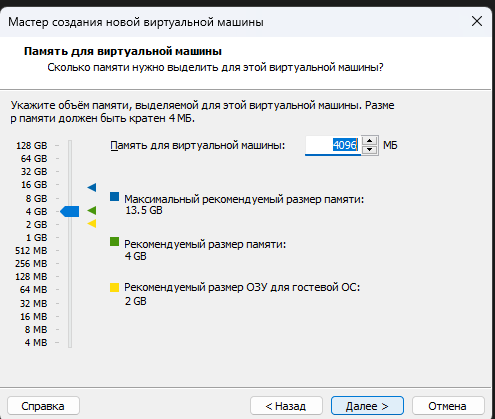 Мастер создания новой виртуальной машины
Память для виртуальной машины
Сколько памяти нужно выделить для этой виртуальной машины?
Укажите объём памяти, выделяемой для этой виртуальной машины. Разме
р памяти должен быть кратен 4 МБ.
128 GB
64 GB
32 GB
16 GB
8 GB
4 GB
2 GB
1 GB
512 MB
256 MB
128 MB
64 MB
32 MB
16 MB
8 MB
4 MB
Память для виртуальной машины: 4096 МБ
Максимальный рекомендуемый размер памяти:
13.5 GB
Рекомендуемый размер памяти:
4 GB
Рекомендуемый размер ОЗУ для гостевой ОС:
2 GB
Справка
< Назад
Далее >
Отмена